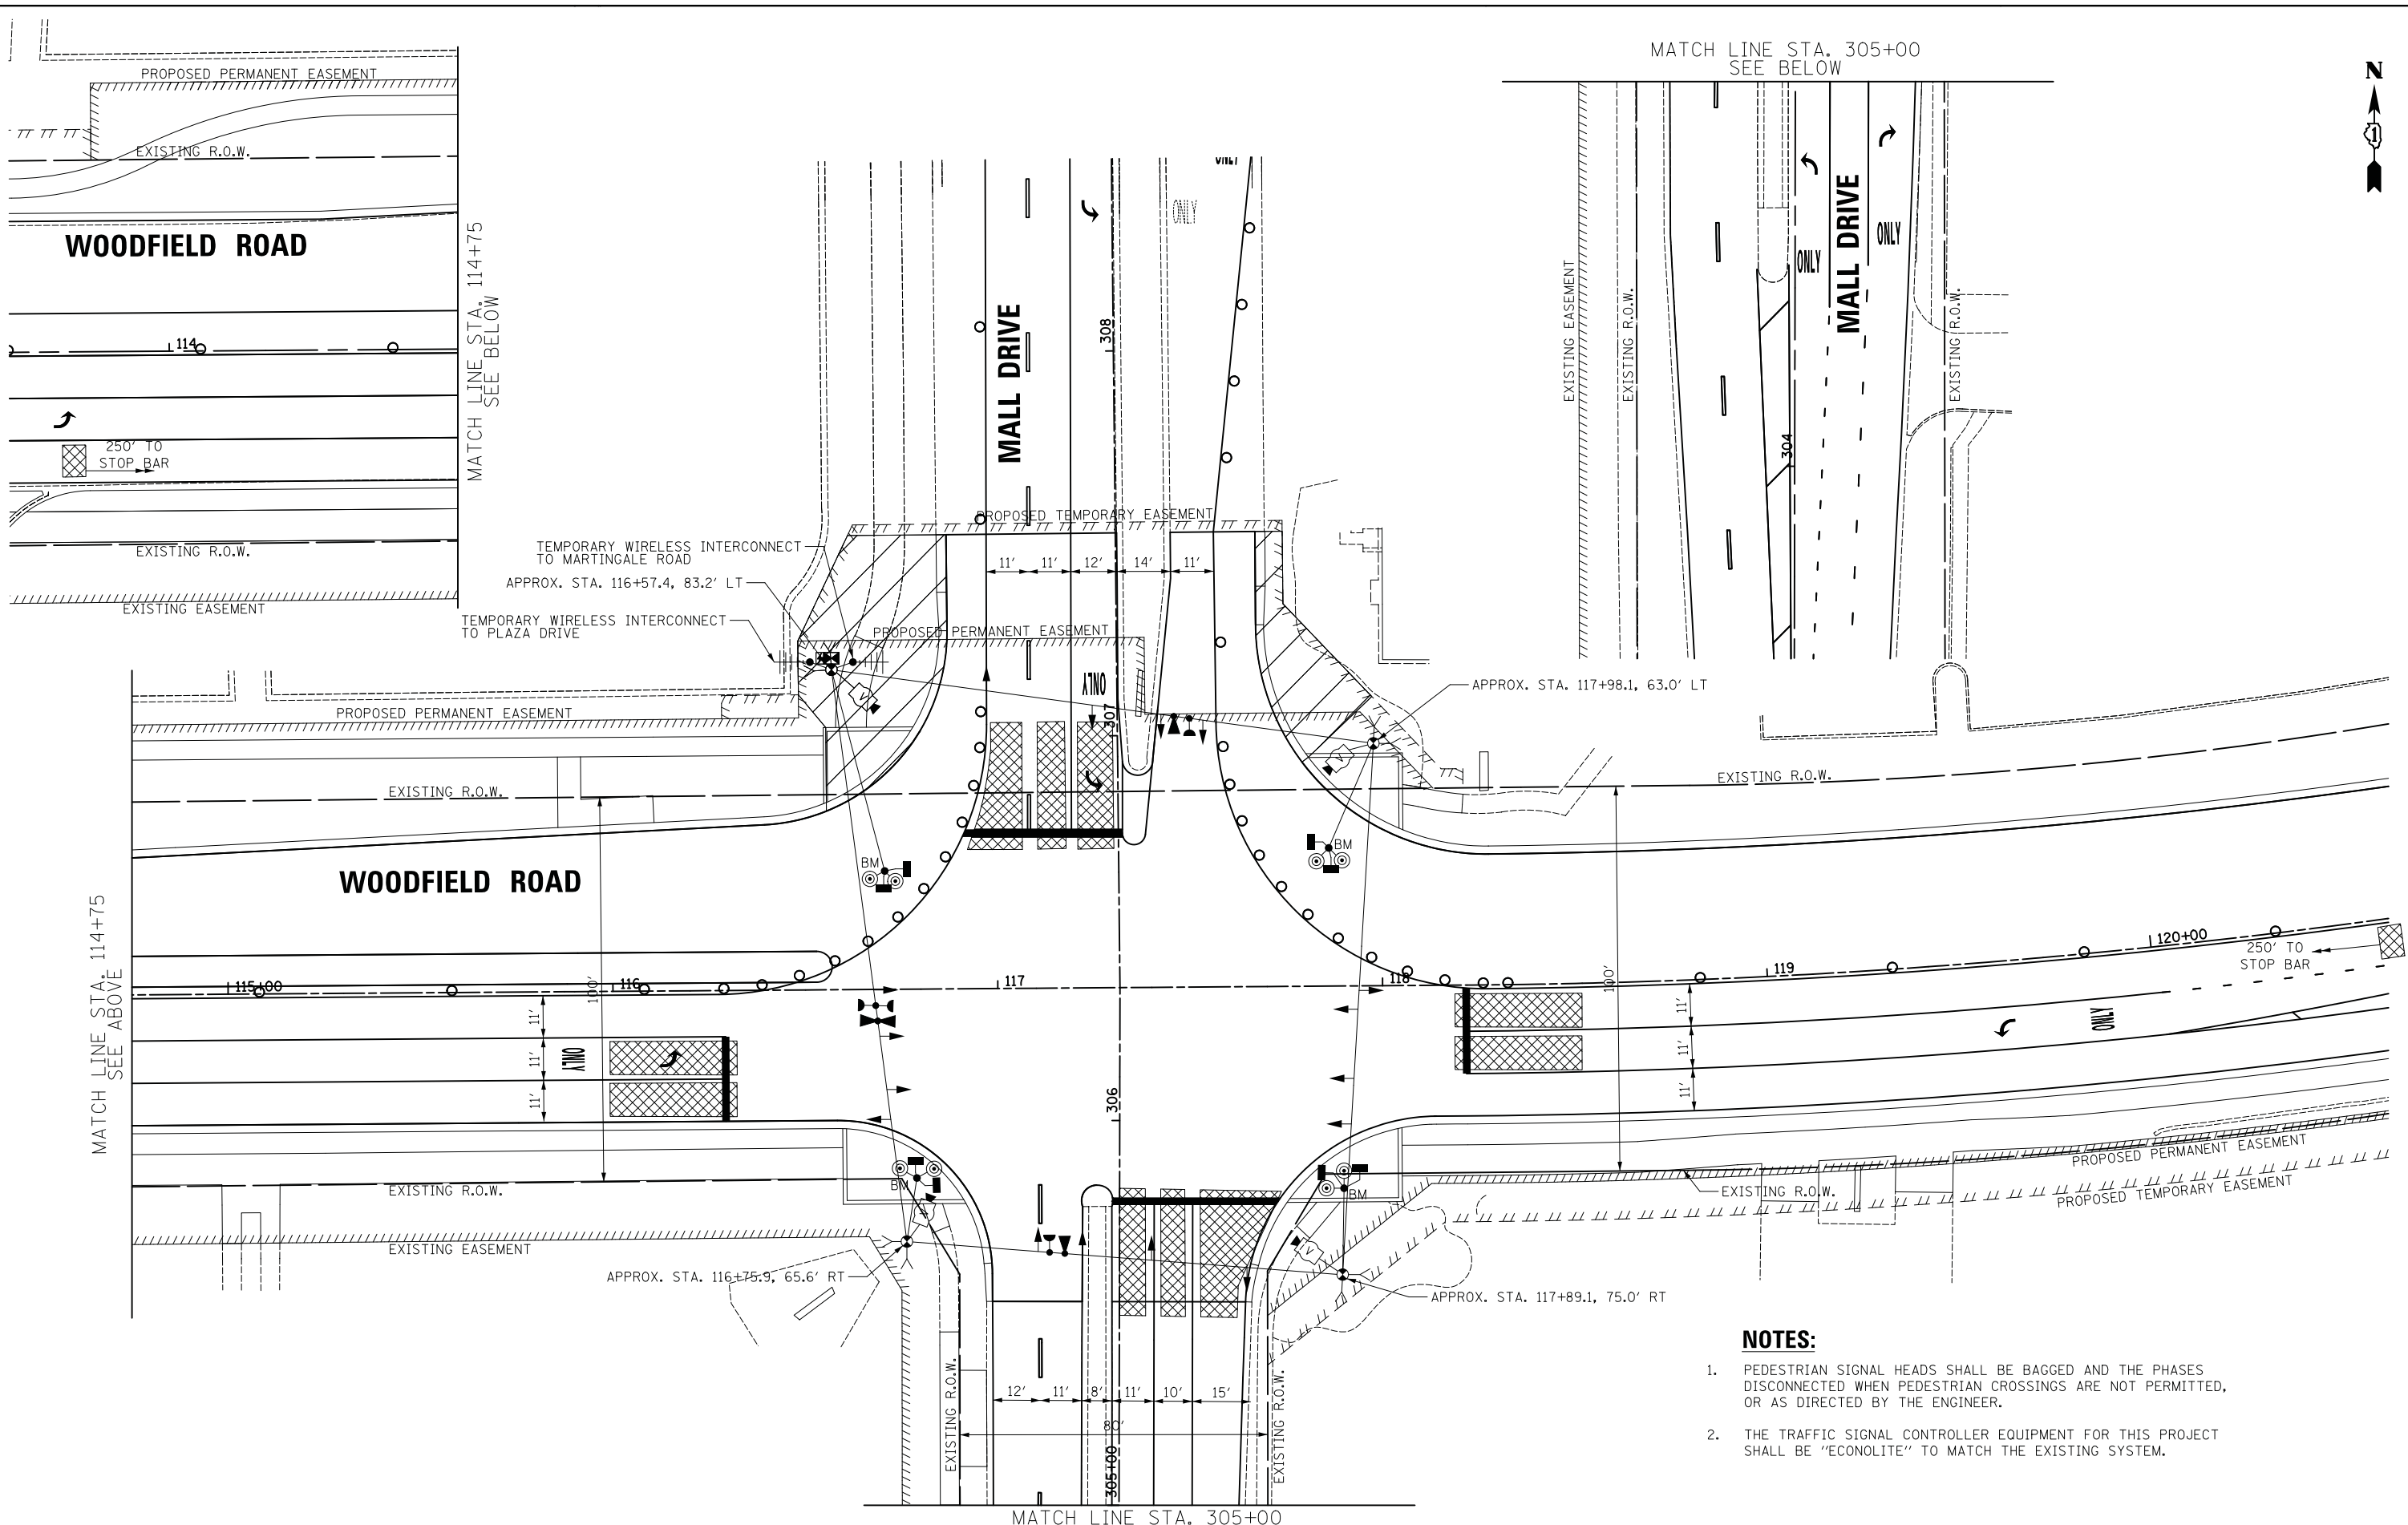 MATCH LINE STA. 305+00
SEE BELOW
N
1
PROPOSED PERMANENT EASEMENT
EXISTING R.O.W.
WOODFIELD ROAD
114
250' TO
STOP BAR
EXISTING R.O.W.
EXISTING EASEMENT
MATCH LINE STA. 114+75
SEE BELOW
ONLY
ONLY
308
MALL DRIVE
PROPOSED TEMPORARY EASEMENT
TEMPORARY WIRELESS INTERCONNECT
TO MARTINGALE ROAD
APPROX. STA. 116+57.4, 83.2' LT
TEMPORARY WIRELESS INTERCONNECT
TO PLAZA DRIVE
11'
11'
12'
14'
11'
PROPOSED PERMANENT EASEMENT
ONLY
307
APPROX. STA. 117+98.1, 63.0' LT
EXISTING EASEMENT
EXISTING R.O.W.
ONLY
MALL DRIVE
ONLY
304
EXISTING R.O.W.
PROPOSED PERMANENT EASEMENT
EXISTING R.O.W.
EXISTING R.O.W.
V
V
BM
BM
WOODFIELD ROAD
MATCH LINE STA. 114+75
SEE ABOVE
115+00
116
117
118
119
120+00
250' TO
STOP BAR
100'
100'
11'
11'
11'
ONLY
11'
11'
11'
ONLY
306
BM
BM
V
V
EXISTING R.O.W.
EXISTING EASEMENT
APPROX. STA. 116+75.9, 65.6' RT
APPROX. STA. 117+89.1, 75.0' RT
PROPOSED PERMANENT EASEMENT
EXISTING R.O.W.
PROPOSED TEMPORARY EASEMENT
12'
11'
8'
11'
10'
15'
EXISTING R.O.W.
EXISTING R.O.W.
305+00
MATCH LINE STA. 305+00
NOTES:
1. PEDESTRIAN SIGNAL HEADS SHALL BE BAGGED AND THE PHASES
DISCONNECTED WHEN PEDESTRIAN CROSSINGS ARE NOT PERMITTED,
OR AS DIRECTED BY THE ENGINEER.
2. THE TRAFFIC SIGNAL CONTROLLER EQUIPMENT FOR THIS PROJECT
SHALL BE "ECONOLITE" TO MATCH THE EXISTING SYSTEM.